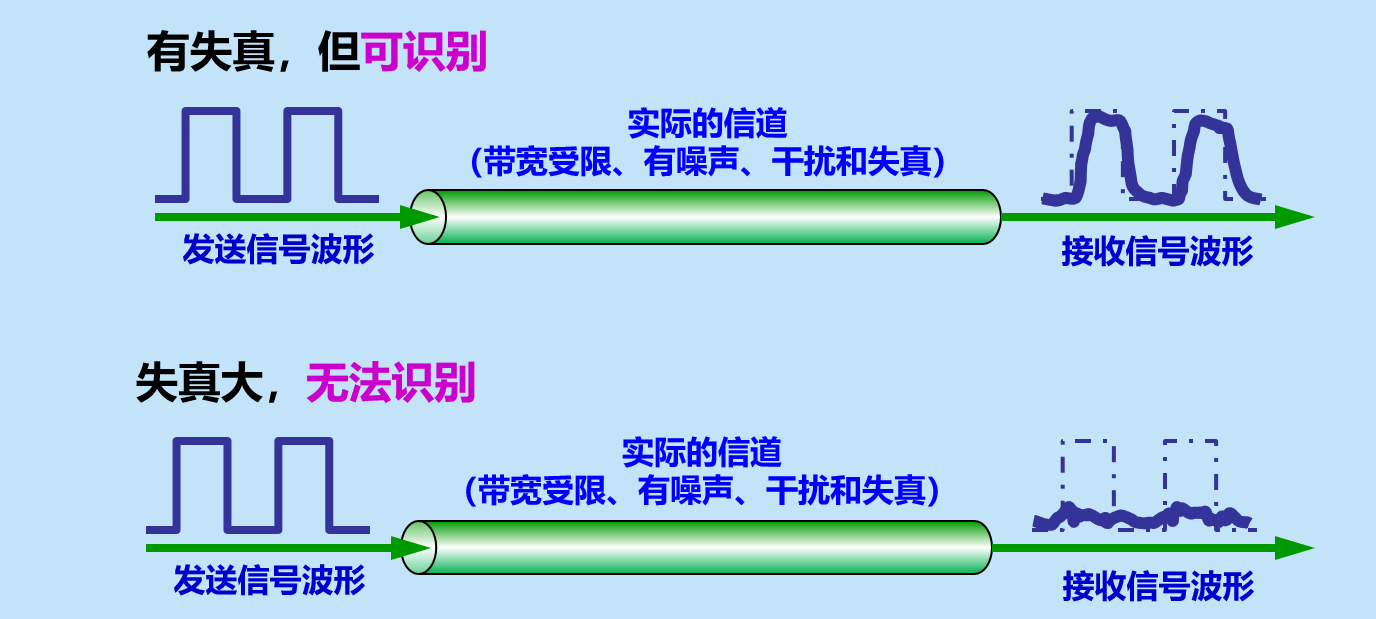 有失真，但可识别
实际的信道
（带宽受限、有噪声、干扰和失真）
发送信号波形
接收信号波形
失真大，无法识别
实际的信道
（带宽受限、有噪声、干扰和失真）
发送信号波形
接收信号波形